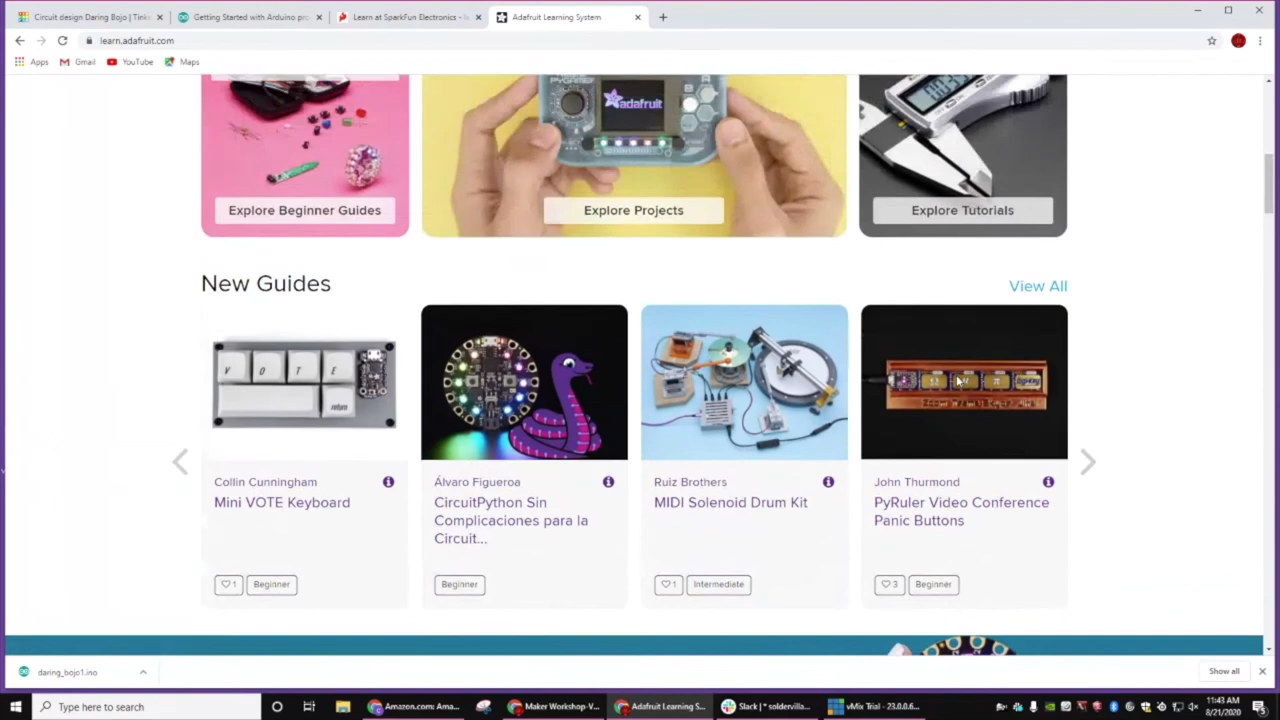 Circuit design Daring Bojo | Tink
Getting Started with Arduino pro
Learn at SparkFun Electronics - l
Adafruit Learning System
learn.adafruit.com
Apps
Gmail
YouTube
Maps
adafruit
Explore Beginner Guides
Explore Projects
Explore Tutorials
New Guides
View All
V O T E
return
Collin Cunningham
Mini VOTE Keyboard
1
Beginner
Álvaro Figueroa
CircuitPython Sin
Complicaciones para la
Circuit...
Beginner
Ruiz Brothers
MIDI Solenoid Drum Kit
1
Intermediate
John Thurmond
PyRuler Video Conference
Panic Buttons
3
Beginner
daring_bojo1.ino
Show all
Type here to search
Amazon.com: Ama...
Maker Workshop-V...
Adafruit Learning S...
Slack | * soldervilla...
vMix Trial - 23.0.0.6...
11:43 AM
8/21/2020